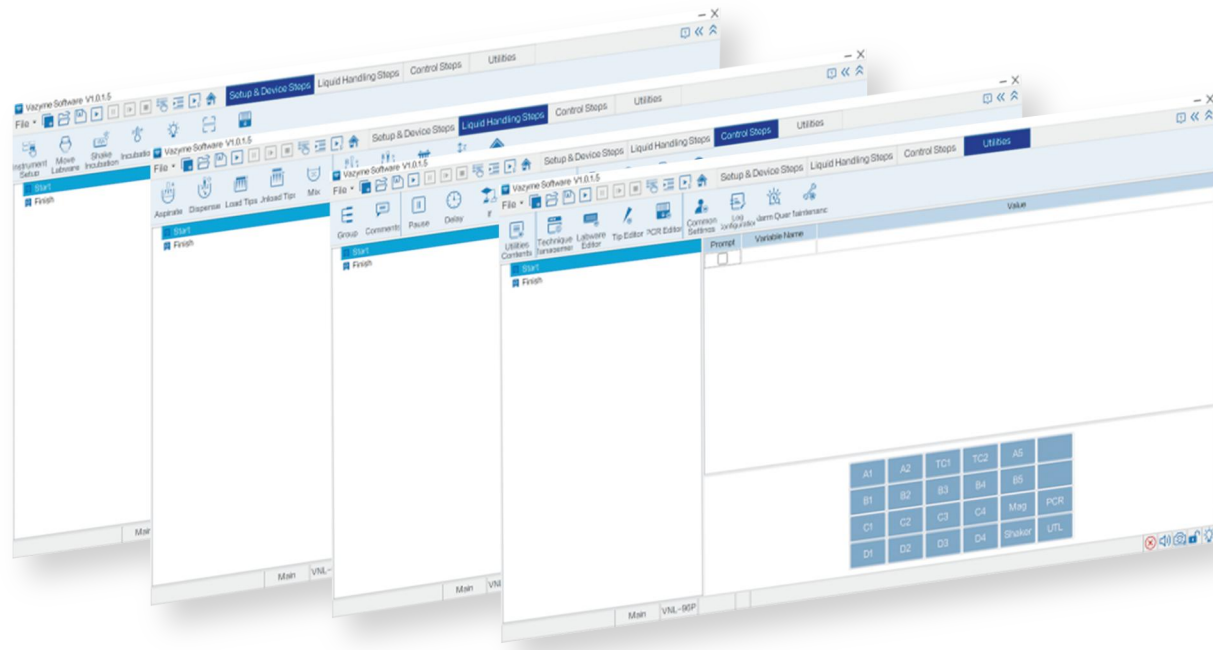 Vazyme Software V1.0.1.5
File
Setup & Device Steps
Liquid Handling Steps
Control Steps
Utilities
Instrument Setup
Move Labware
Shake Incubation
Start
Finish
Vazyme Software V1.0.1.5
File
Setup & Device Steps
Liquid Handling Steps
Control Steps
Utilities
Aspirate
Dispense
Load Tips
Mix
Start
Finish
Main
Vazyme Software V1.0.1.5
File
Setup & Device Steps
Liquid Handling Steps
Control Steps
Utilities
Group
Comments
Pause
Delay
If
Start
Finish
Main
Vazyme Software V1.0.1.5
File
Setup & Device Steps
Liquid Handling Steps
Control Steps
Utilities
Utilities Contents
Technique
Labware Editor
Tip Editor
PCR Editor
Common Settings
Log
Start
Finish
Prompt
Variable Name
Value
A1 A2 TC1 TC2 A5
B1 B2 B3 B4 B5
C1 C2 C3 C4 Mag PCR
D1 D2 D3 D4 Shaker UTL
Main
VNL-96P